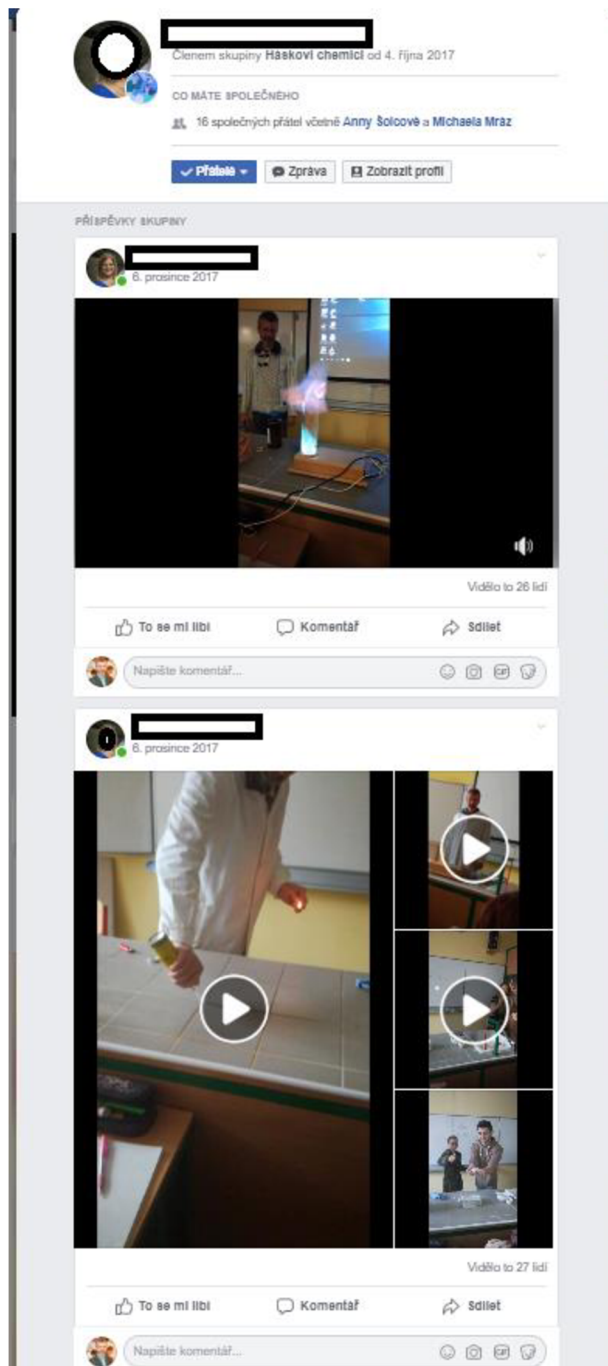 Členem skupiny Háskovi chemici od 4. října 2017
CO MÁTE SPOLEČNÉHO
16 společných přátel včetně Anny Šolcové a Michaela Mráz
Přátelé
Zpráva
Zobrazit profil
PŘÍSPĚVKY SKUPINY
6. prosince 2017
Vidělo to 26 lidí
To se mi líbí
Komentář
Sdílet
Napište komentář...
GIF
6. prosince 2017
Vidělo to 27 lidí
To se mi líbí
Komentář
Sdílet
Napište komentář...
GIF